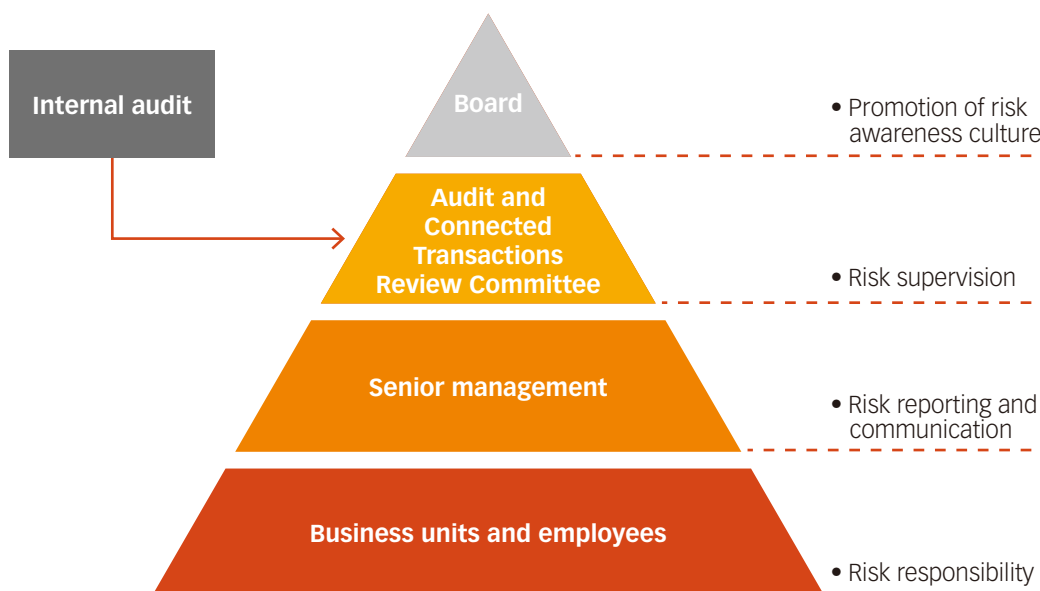 Internal audit
Board
• Promotion of risk
awareness culture
Audit and
Connected
Transactions
Review Committee
• Risk supervision
Senior management
• Risk reporting and
communication
Business units and employees
• Risk responsibility